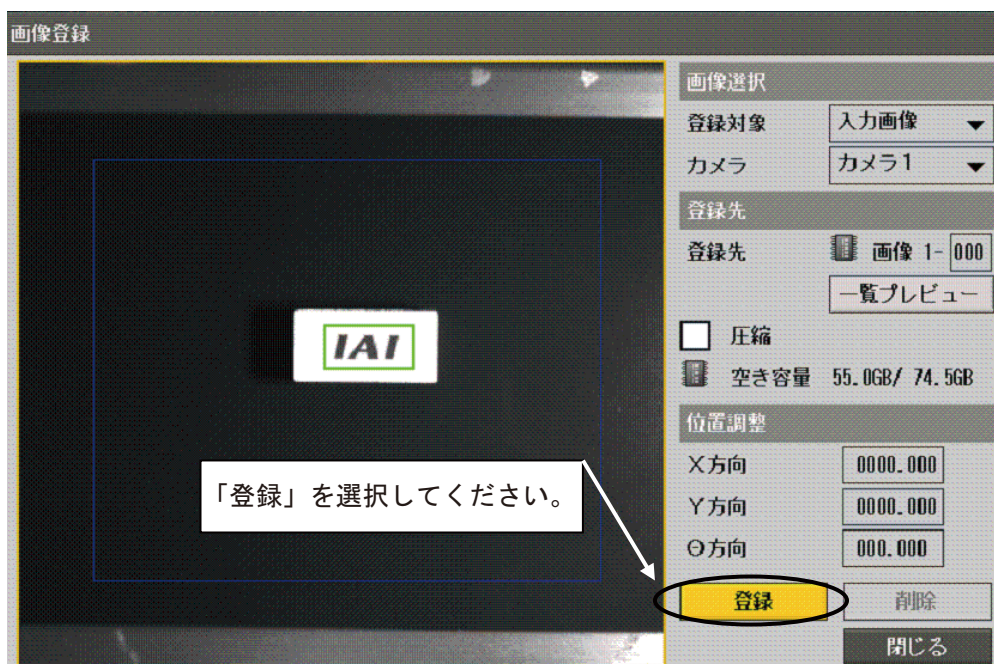 画像登録
画像選択
登録対象 入力画像
カメラ カメラ1
登録先
登録先 画像 1- 000
一覧プレビュー
圧縮
空き容量 55.0GB/ 74.5GB
位置調整
X方向 0000.000
Y方向 0000.000
Θ方向 000.000
登録 削除
閉じる
IAI
「登録」を選択してください。